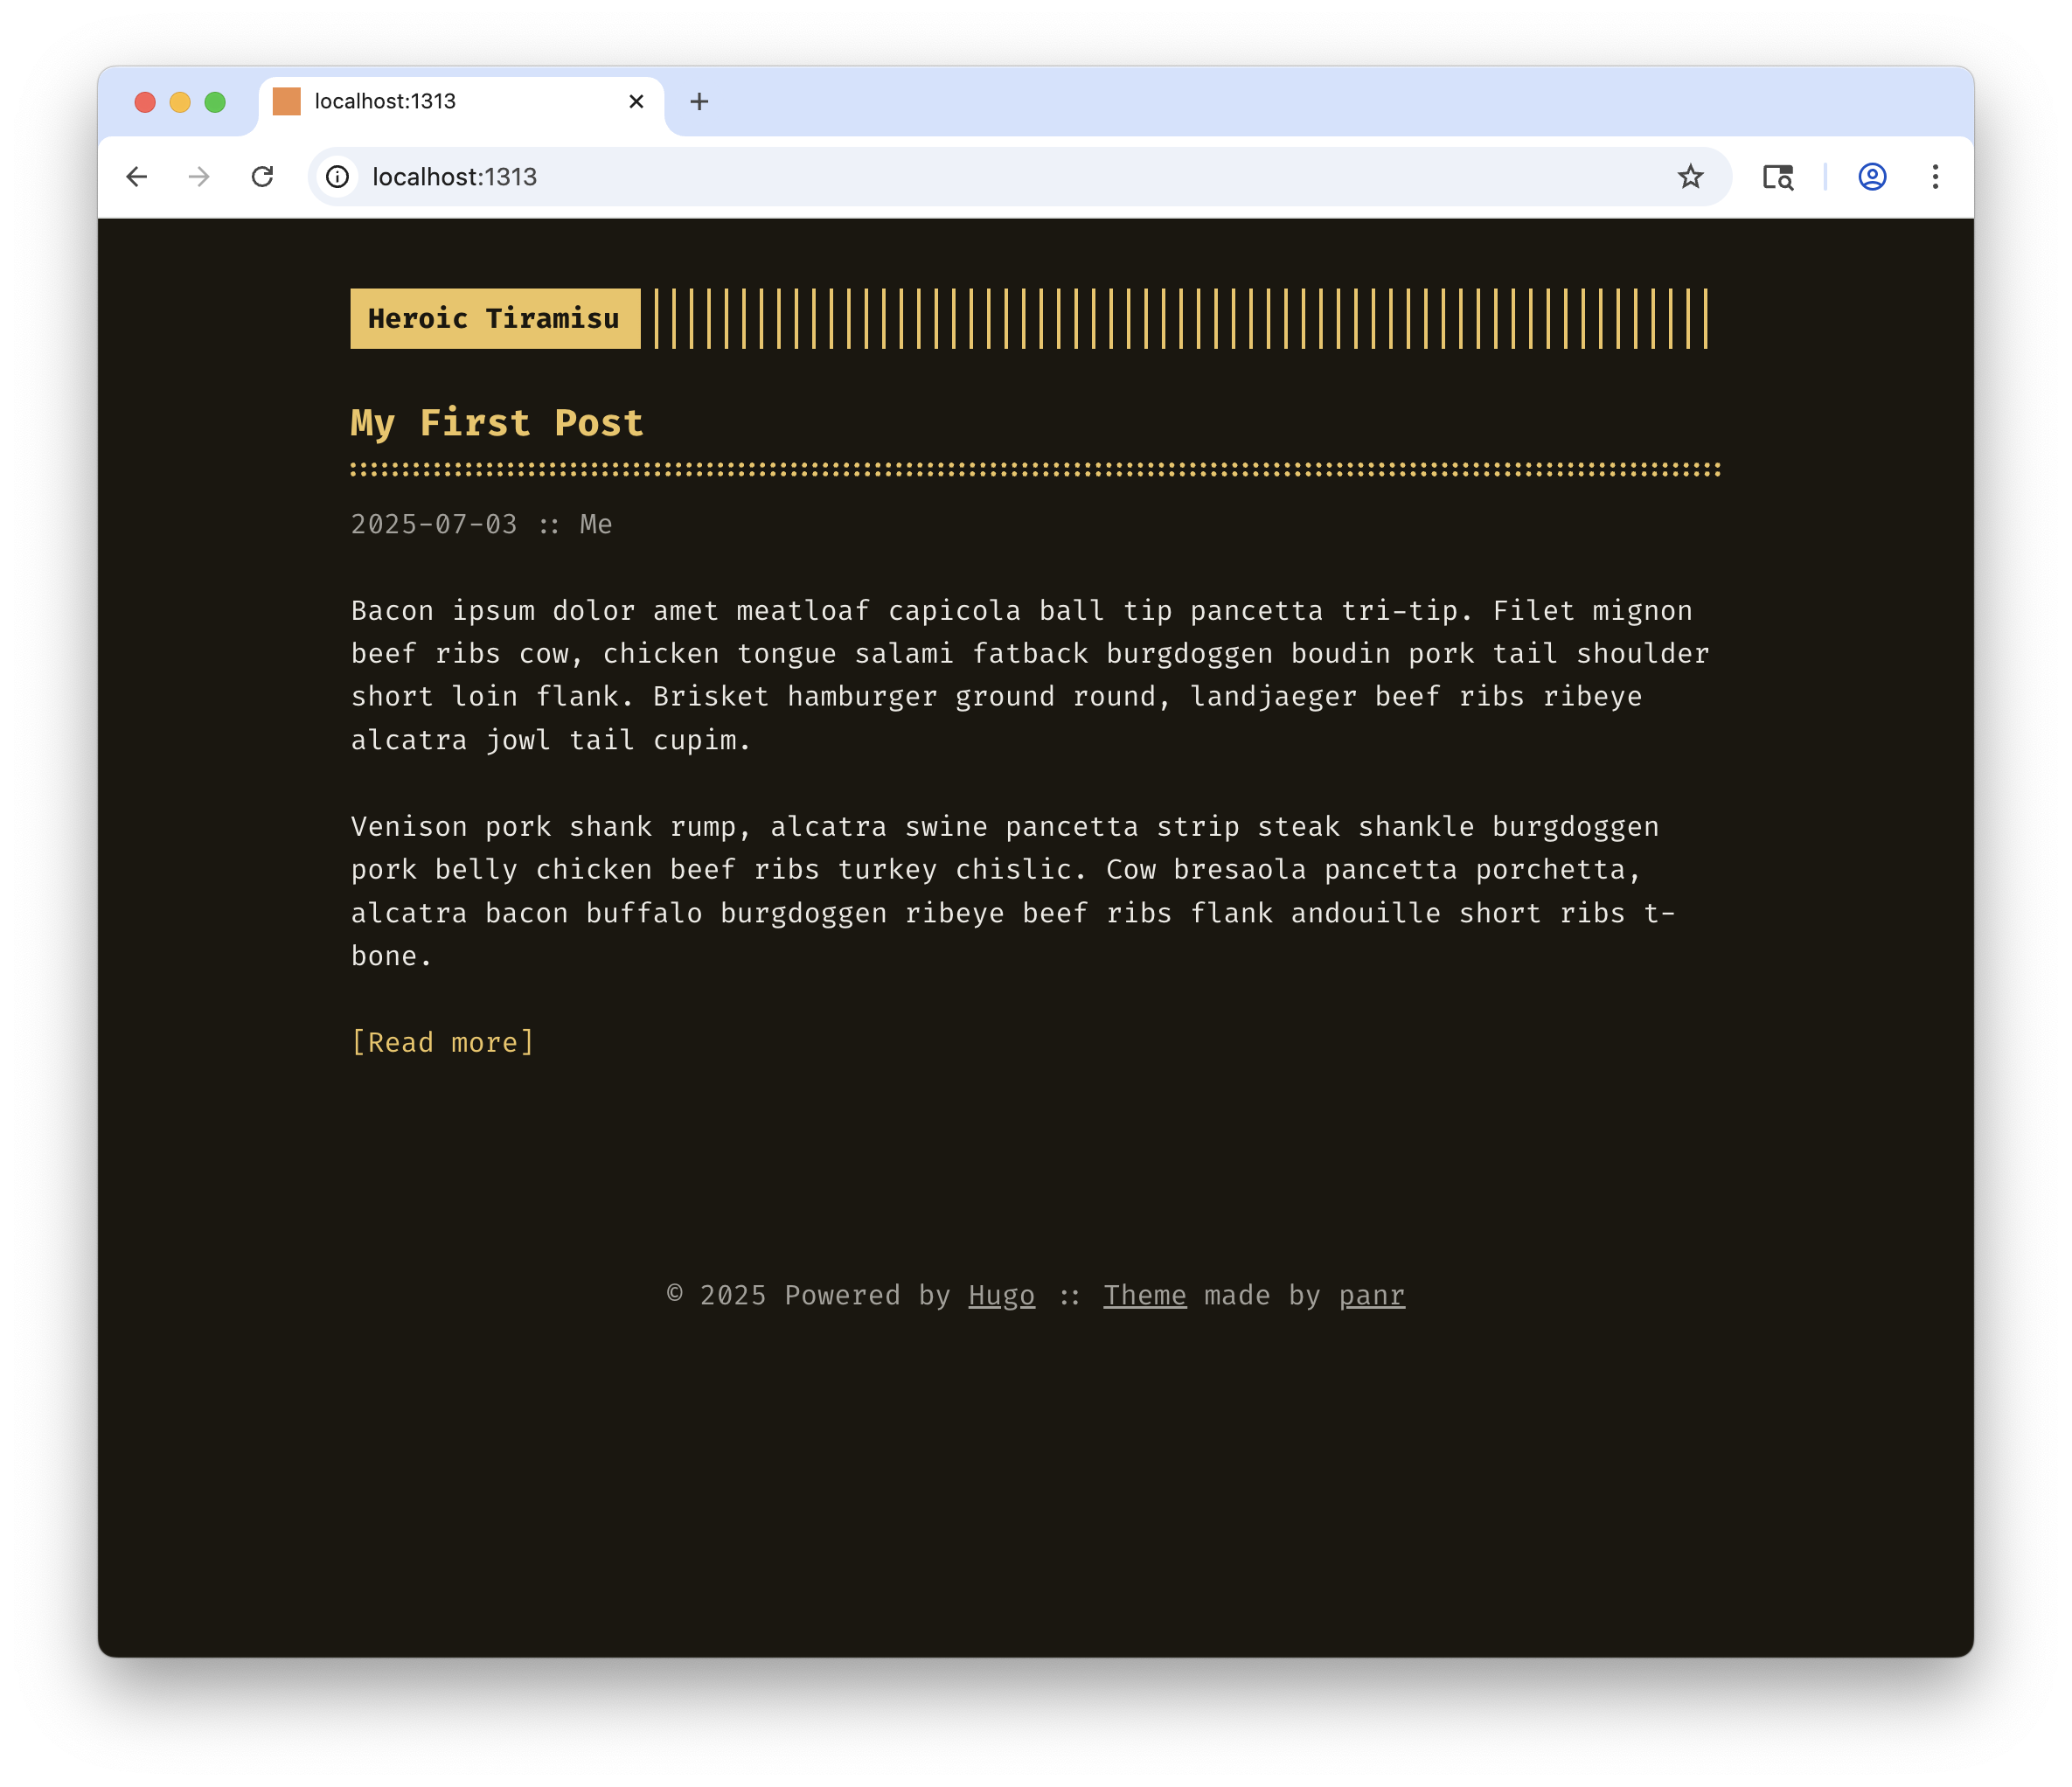 localhost:1313
localhost:1313
Heroic Tiramisu
My First Post
2025-07-03 :: Me
Bacon ipsum dolor amet meatloaf capicola ball tip pancetta tri-tip. Filet mignon
beef ribs cow, chicken tongue salami fatback burgdoggen boudin pork tail shoulder
short loin flank. Brisket hamburger ground round, landjaeger beef ribs ribeye
alcatra jowl tail cupim.
Venison pork shank rump, alcatra swine pancetta strip steak shankle burgdoggen
pork belly chicken beef ribs turkey chislic. Cow bresaola pancetta porchetta,
alcatra bacon buffalo burgdoggen ribeye beef ribs flank andouille short ribs t-
bone.
[Read more]
© 2025 Powered by Hugo :: Theme made by panr